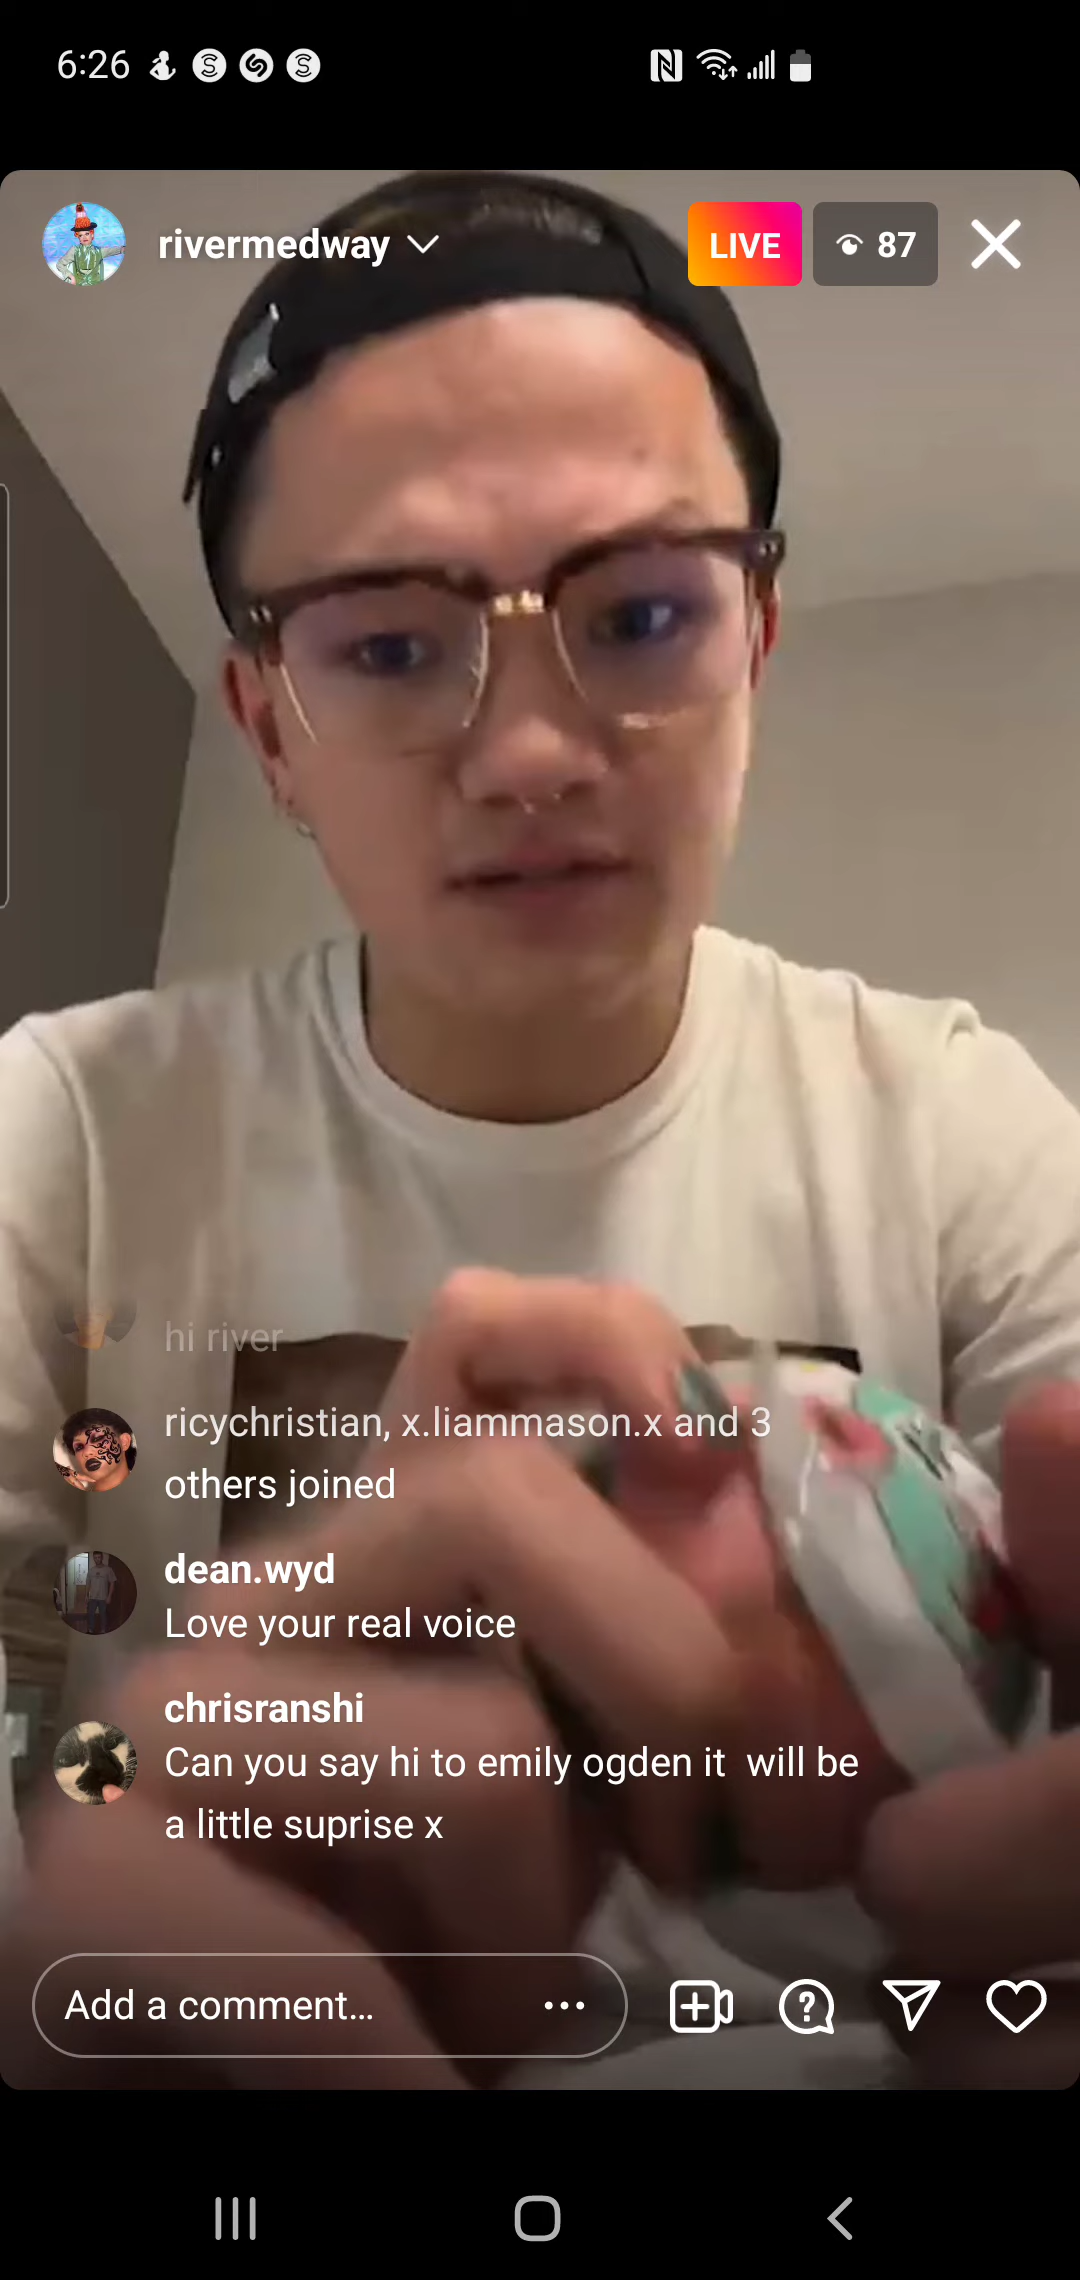 6:26
rivermedway
LIVE
87
hi river
ricychristian, x.liammason.x and 3
others joined
dean.wyd
Love your real voice
chrisranshi
Can you say hi to emily ogden it  will be
a little suprise x
Add a comment...